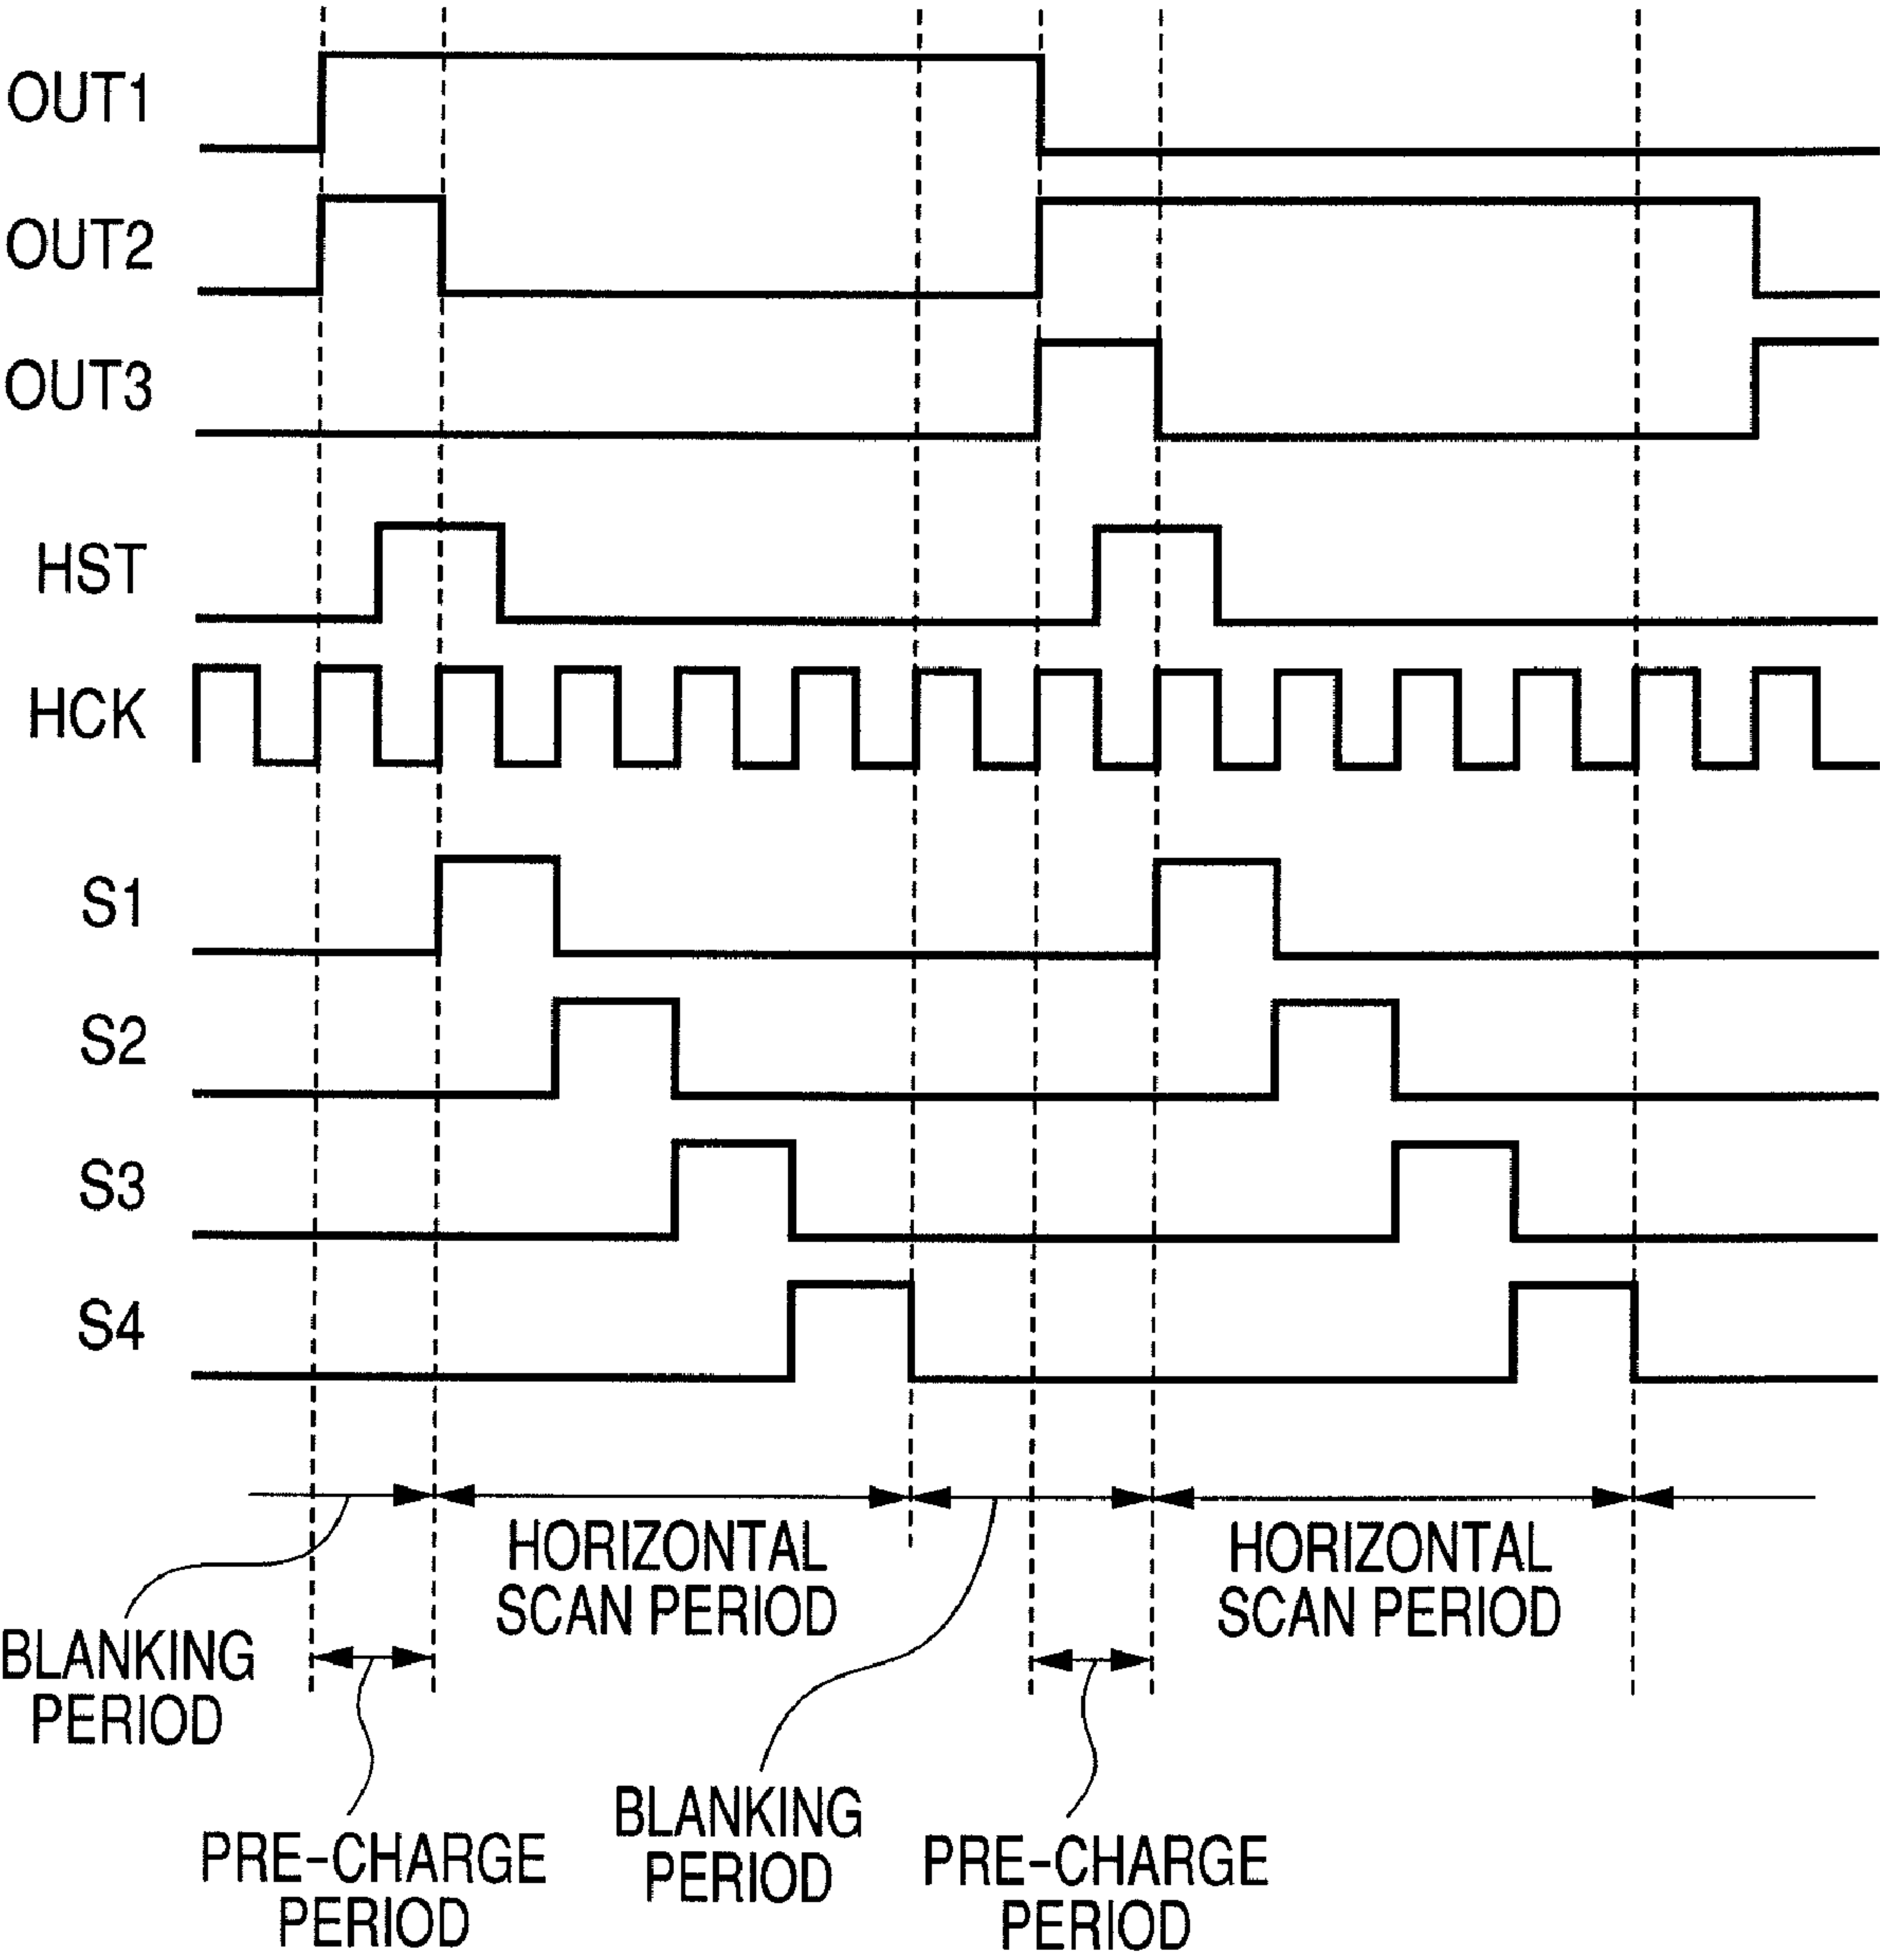 OUT1
OUT2
OUT3
HST
HCK
S1
S2
S3
S4
HORIZONTAL
SCAN PERIOD
HORIZONTAL
SCAN PERIOD
BLANKING
PERIOD
BLANKING
PERIOD
PRE-CHARGE
PERIOD
PRE-CHARGE
PERIOD